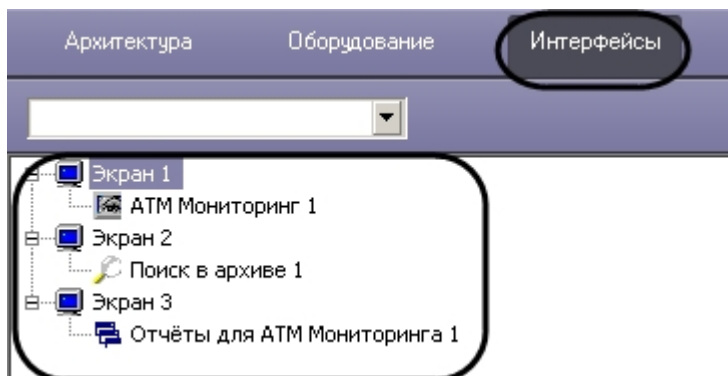 Архитектура Оборудование Интерфейсы
Экран 1
АТМ Мониторинг 1
Экран 2
Поиск в архиве 1
Экран 3
Отчёты для АТМ Мониторинга 1